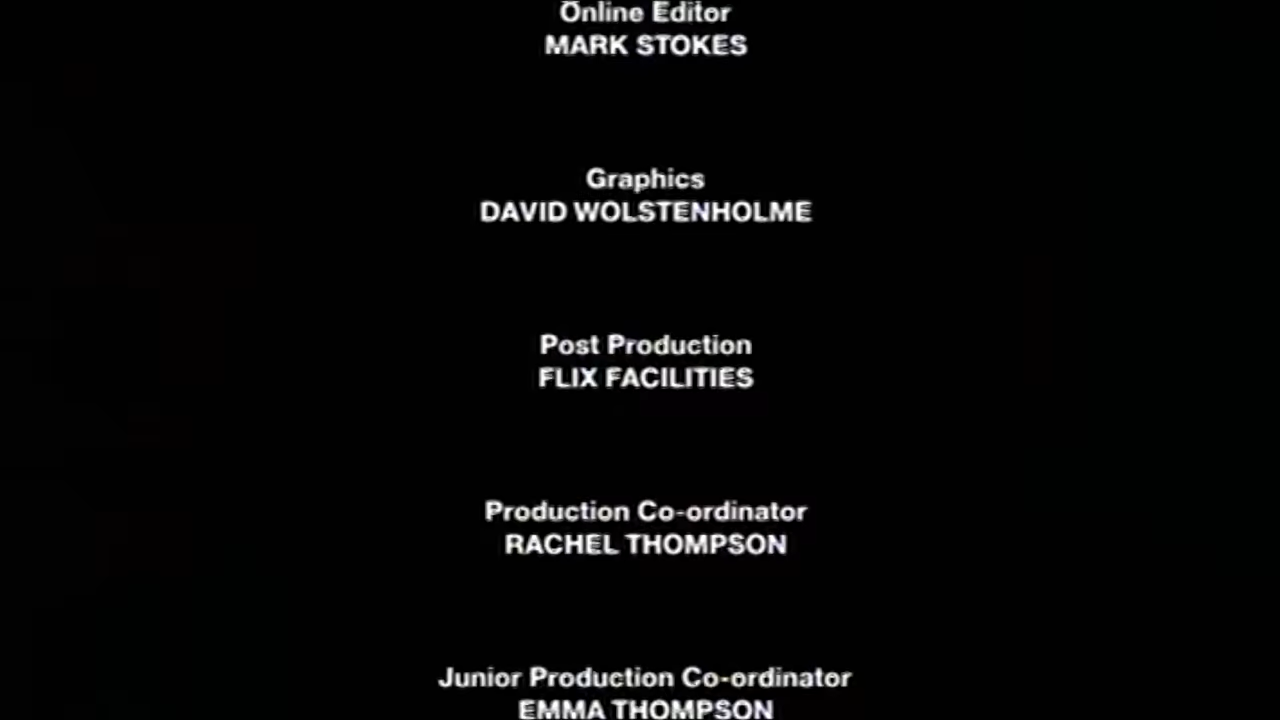 Online Editor
MARK STOKES
Graphics
DAVID WOLSTENHOLME
Post Production
FLIX FACILITIES
Production Co-ordinator
RACHEL THOMPSON
Junior Production Co-ordinator
EMMA THOMPSON